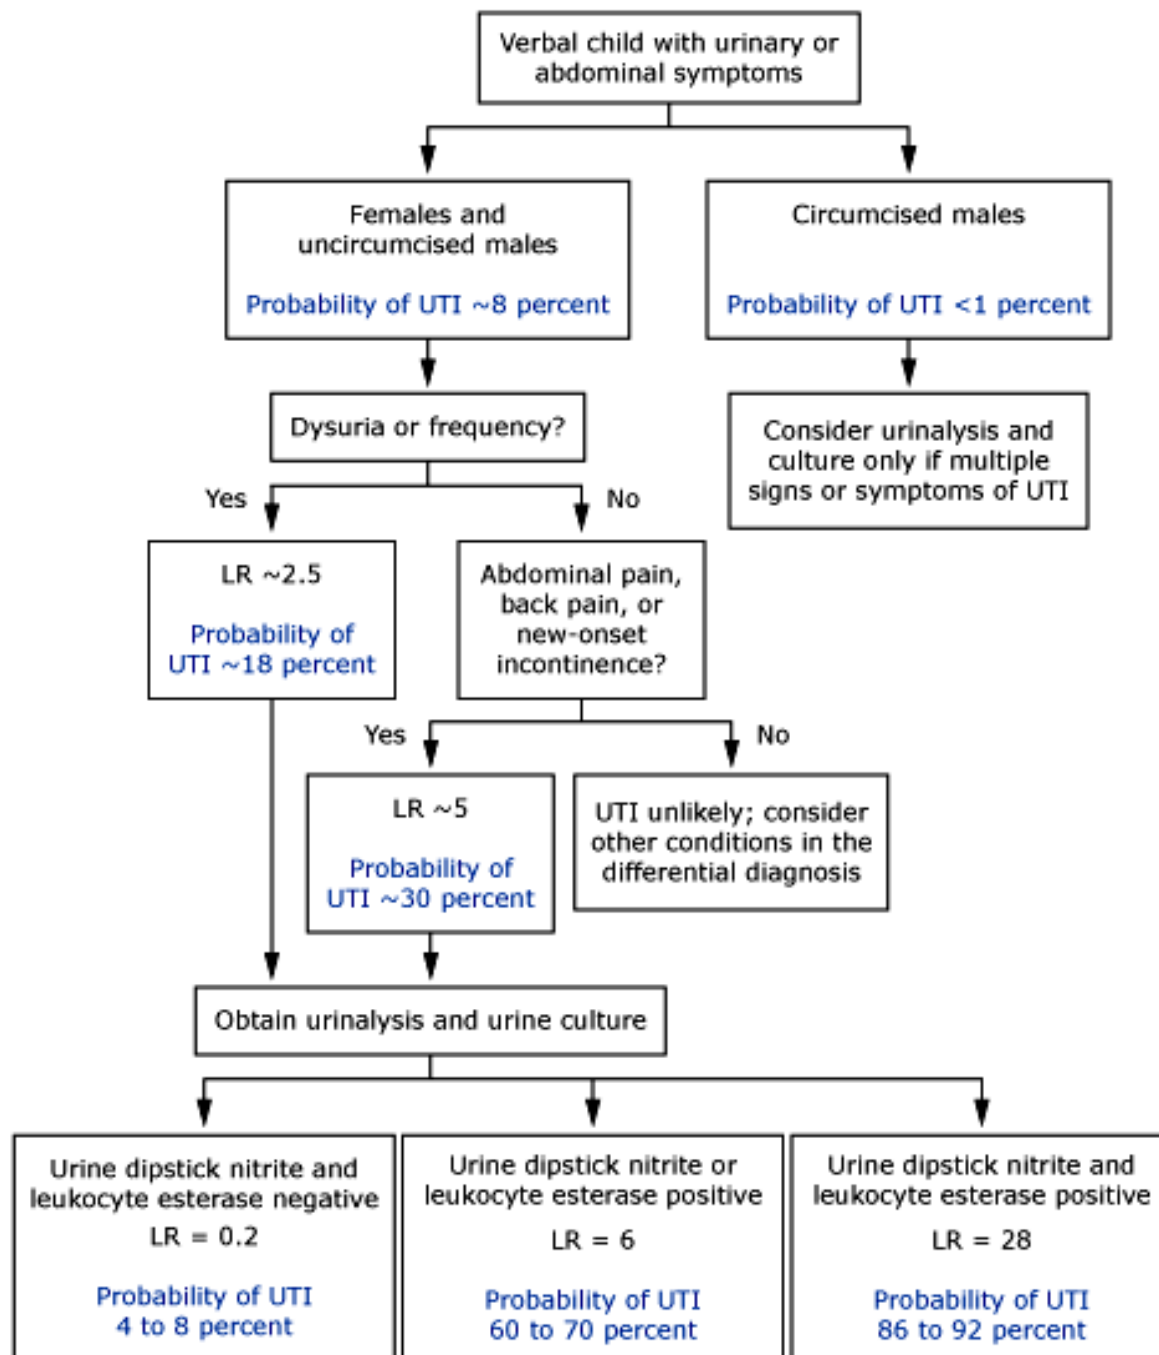 Verbal child with urinary or
abdominal symptoms
Females and
uncircumcised males
Probability of UTI ~8 percent
Circumcised males
Probability of UTI <1 percent
Dysuria or frequency?
Consider urinalysis and
culture only if multiple
signs or symptoms of UTI
Yes
No
LR ~2.5
Probability of
UTI ~18 percent
Abdominal pain,
back pain, or
new-onset
incontinence?
Yes
No
LR ~5
Probability of
UTI ~30 percent
UTI unlikely; consider
other conditions in the
differential diagnosis
Obtain urinalysis and urine culture
Urine dipstick nitrite and
leukocyte esterase negative
LR = 0.2
Probability of UTI
4 to 8 percent
Urine dipstick nitrite or
leukocyte esterase positive
LR = 6
Probability of UTI
60 to 70 percent
Urine dipstick nitrite and
leukocyte esterase positive
LR = 28
Probability of UTI
86 to 92 percent